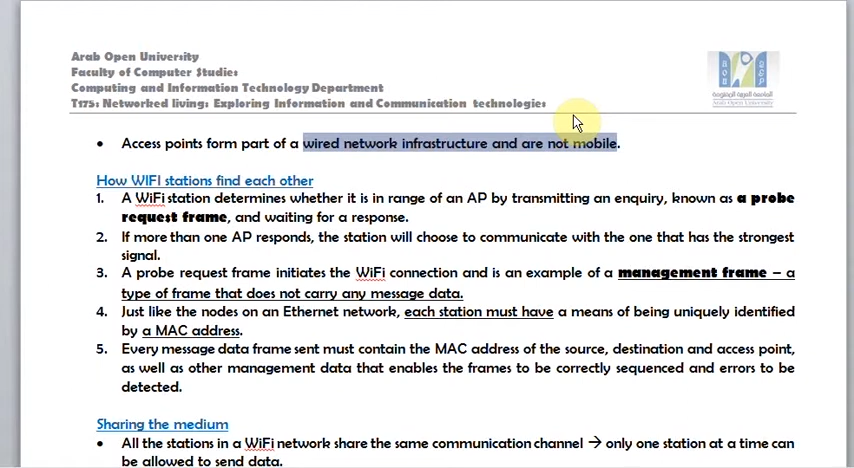 Arab Open University
Faculty of Computer Studies
Computing and Information Technology Department
T175: Networked living: Exploring Information and Communication technologies
• Access points form part of a wired network infrastructure and are not mobile.
How WIFI stations find each other
1. A WiFi station determines whether it is in range of an AP by transmitting an enquiry, known as a probe
request frame, and waiting for a response.
2. If more than one AP responds, the station will choose to communicate with the one that has the strongest
signal.
3. A probe request frame initiates the WiFi connection and is an example of a management frame – a
type of frame that does not carry any message data.
4. Just like the nodes on an Ethernet network, each station must have a means of being uniquely identified
by a MAC address.
5. Every message data frame sent must contain the MAC address of the source, destination and access point,
as well as other management data that enables the frames to be correctly sequenced and errors to be
detected.
Sharing the medium
• All the stations in a WiFi network share the same communication channel → only one station at a time can
be allowed to send data.